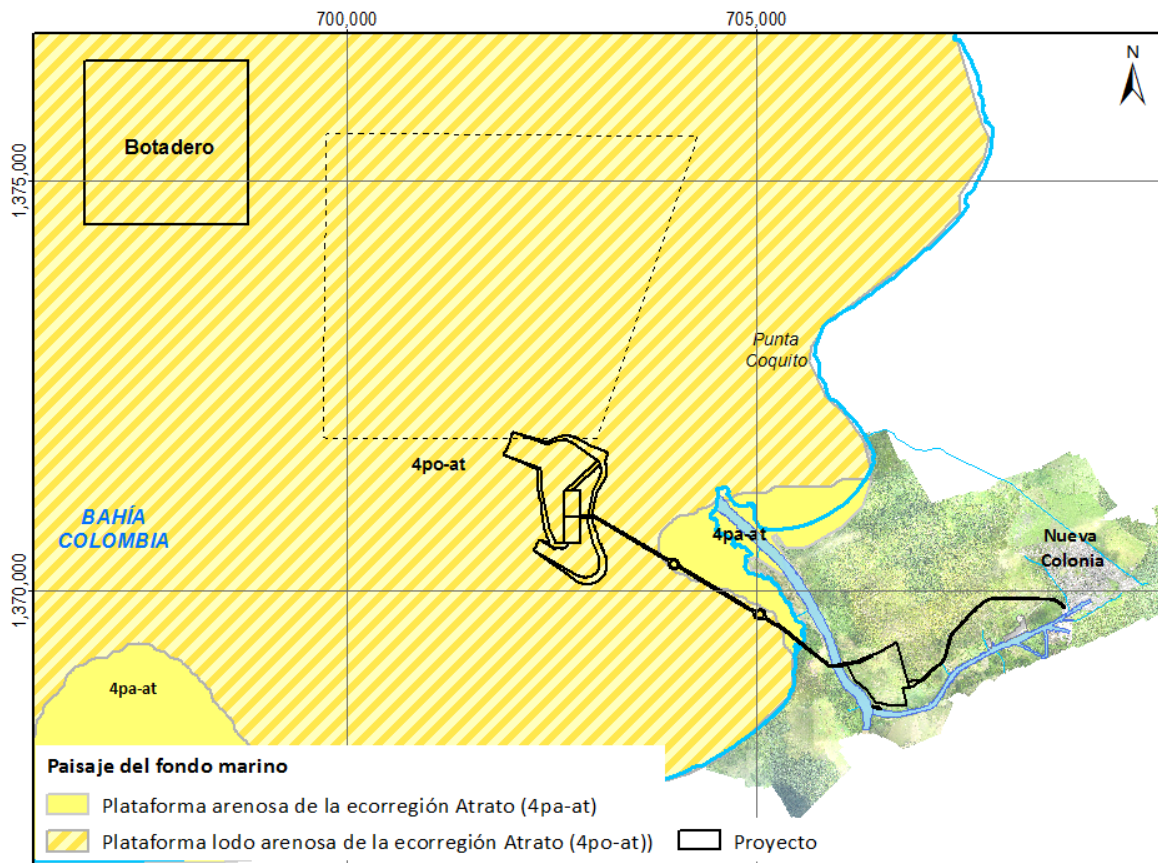 700,000
705,000
N
Botadero
1,375,000
Punta
Coquito
4po-at
BAHÍA
COLOMBIA
4pa-at
Nueva
Colonia
1,370,000
4pa-at
Paisaje del fondo marino
Plataforma arenosa de la ecorregión Atrato (4pa-at)
Plataforma lodo arenosa de la ecorregión Atrato (4po-at))
Proyecto